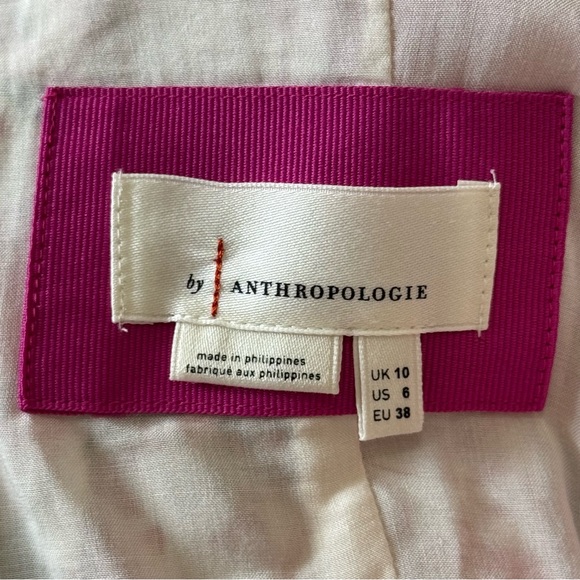 by ANTHROPOLOGIE
made in philippines
fabriqué aux philippines
UK 10
US 6
EU 38